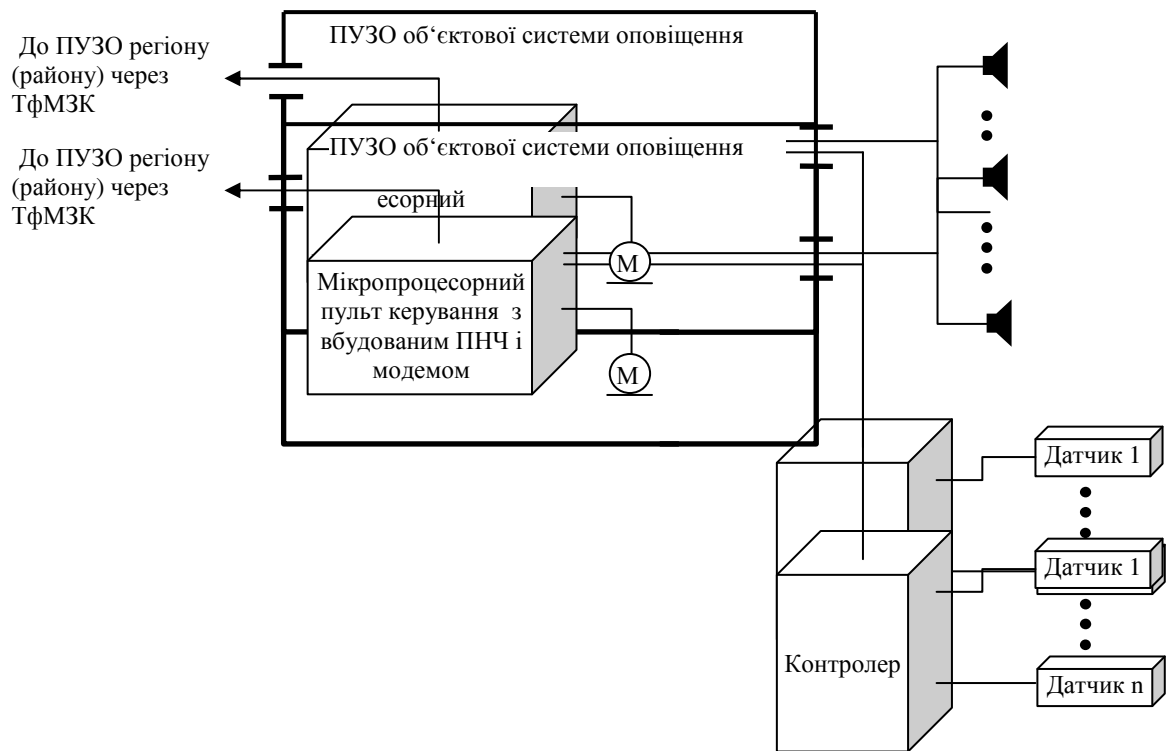 ПУЗО об‘єктової системи оповіщення
До ПУЗО регіону
(району) через
ТфМЗК
ПУЗО об‘єктової системи оповіщення
До ПУЗО регіону
(району) через
ТфМЗК
есорний
М
Мікропроцесорний
пульт керування з
вбудованим ПНЧ і
модемом
М
Датчик 1
Датчик 1
Контролер
Датчик n